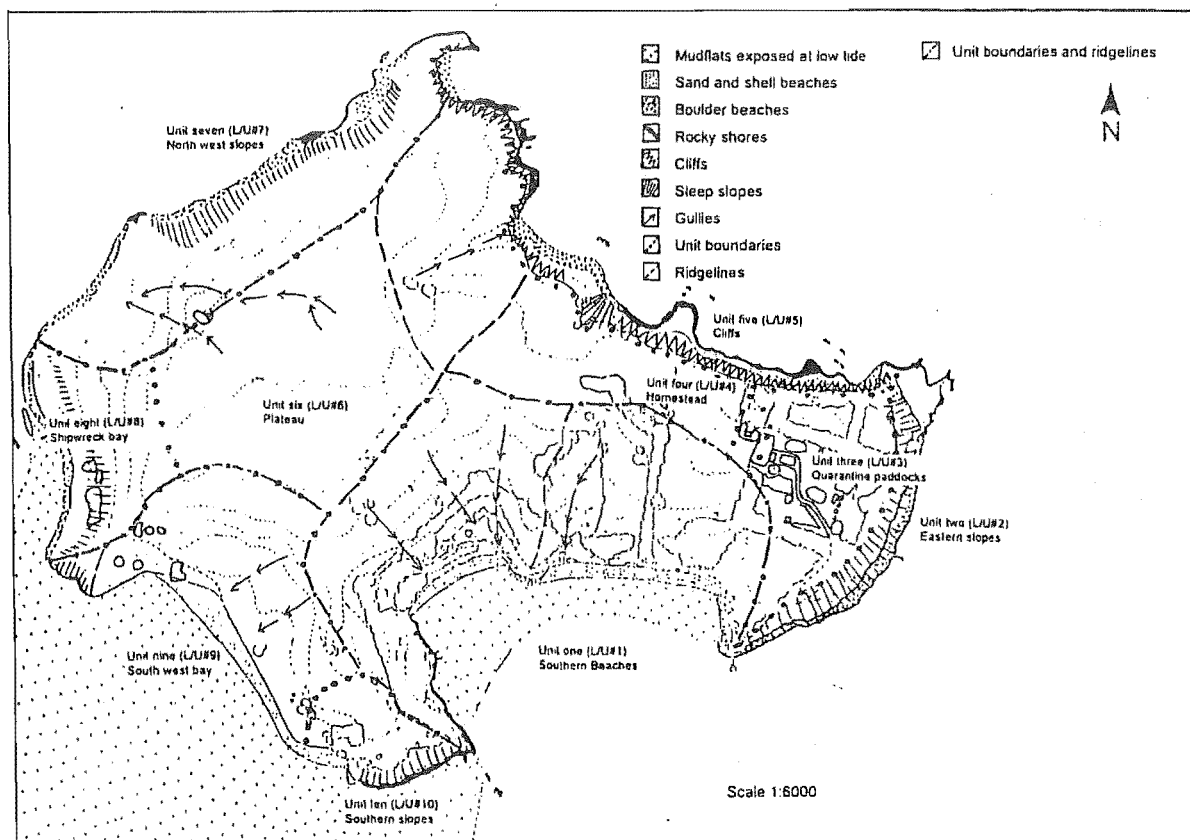 Mudflats exposed at low tide
Sand and shell beaches
Boulder beaches
Rocky shores
Cliffs
Steep slopes
Gullies
Unit boundaries
Ridgelines
Unit boundaries and ridgelines
N
Unit seven (L/U#7)
North west slopes
Unit five (L/U#5)
Cliffs
Unit four (L/U#4)
Homestead
Unit six (L/U#6)
Plateau
Unit eight (L/U#8)
Shipwreck bay
Unit three (L/U#3)
Quarantine paddocks
Unit two (L/U#2)
Eastern slopes
Unit one (L/U#1)
Southern Beaches
Unit nine (L/U#9)
South west bay
Unit ten (L/U#10)
Southern slopes
Scale 1:6000